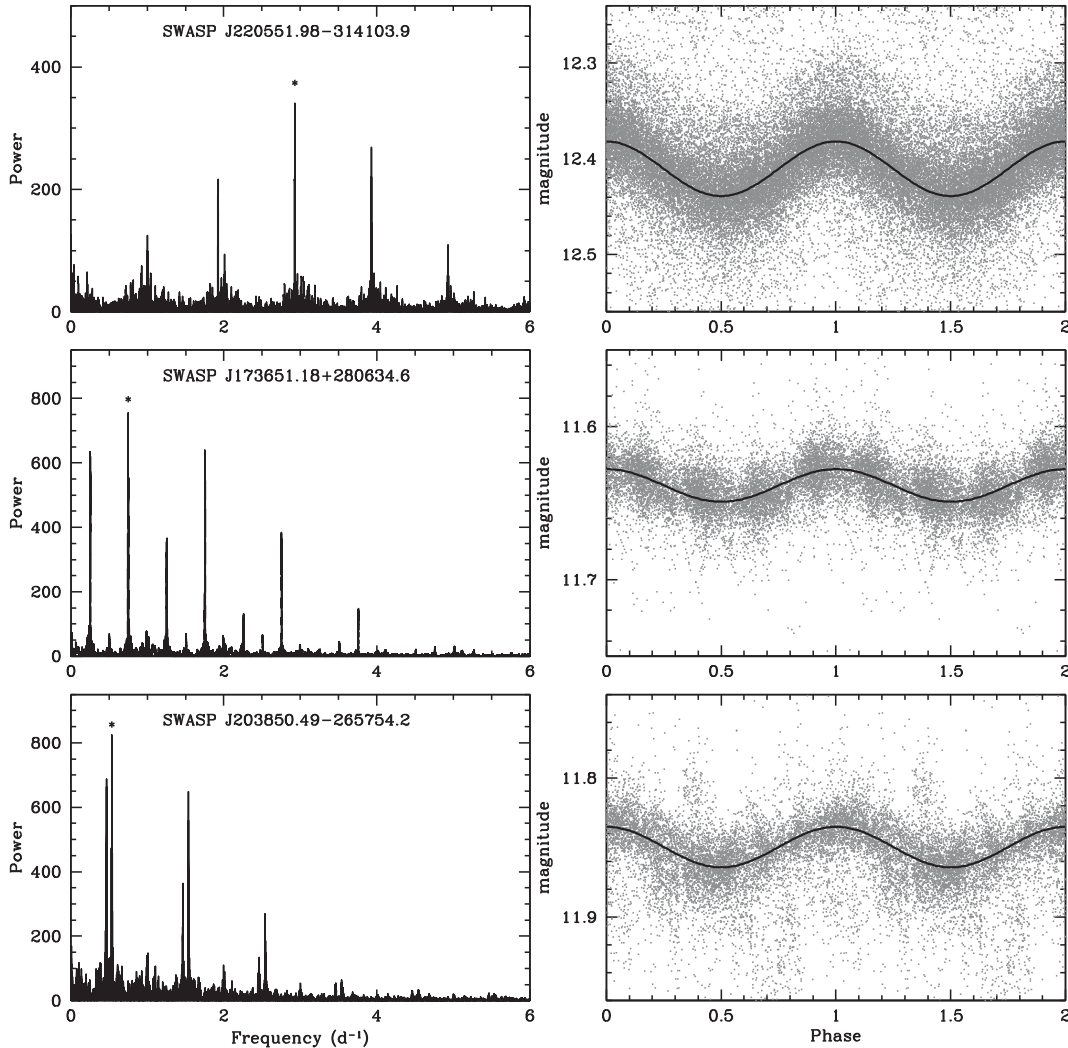 SWASP J220551.98−314103.9
*
400
200
0
Power
0 2 4 6
12.3
12.4
12.5
magnitude
0 0.5 1 1.5 2
SWASP J173651.18+280634.6
*
800
600
400
200
0
Power
0 2 4 6
11.6
11.7
magnitude
0 0.5 1 1.5 2
SWASP J203850.49−265754.2
*
800
600
400
200
0
Power
0 2 4 6
Frequency (d⁻¹)
11.8
11.9
magnitude
0 0.5 1 1.5 2
Phase